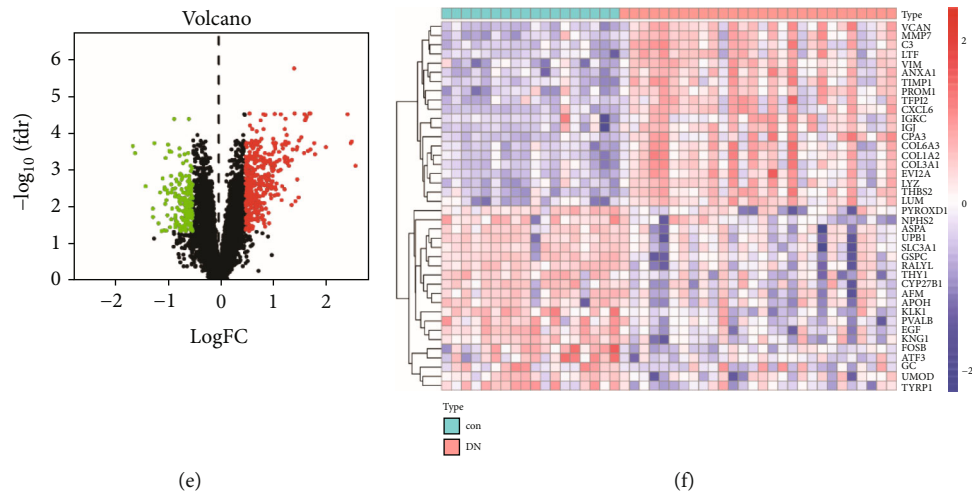 Volcano
6
5
4
3
2
1
0
−log10 (fdr)
−2
−1
0
1
2
LogFC
(e)
Type
VCAN
MMP7
C3
LTF
VIM
ANXA1
TIMP1
PROM1
TFPI2
CXCL6
IGKC
IGJ
CPA3
COL6A3
COL1A2
COL3A1
EVI2A
LYZ
THBS2
LUM
PYROXD1
NPHS2
ASPA
UPB1
SLC3A1
GSPC
RALYL
THY1
CYP27B1
AFM
APOH
KLK1
PVALB
EGF
KNG1
FOSB
ATF3
GC
UMOD
TYRP1
2
0
−2
Type
con
DN
(f)